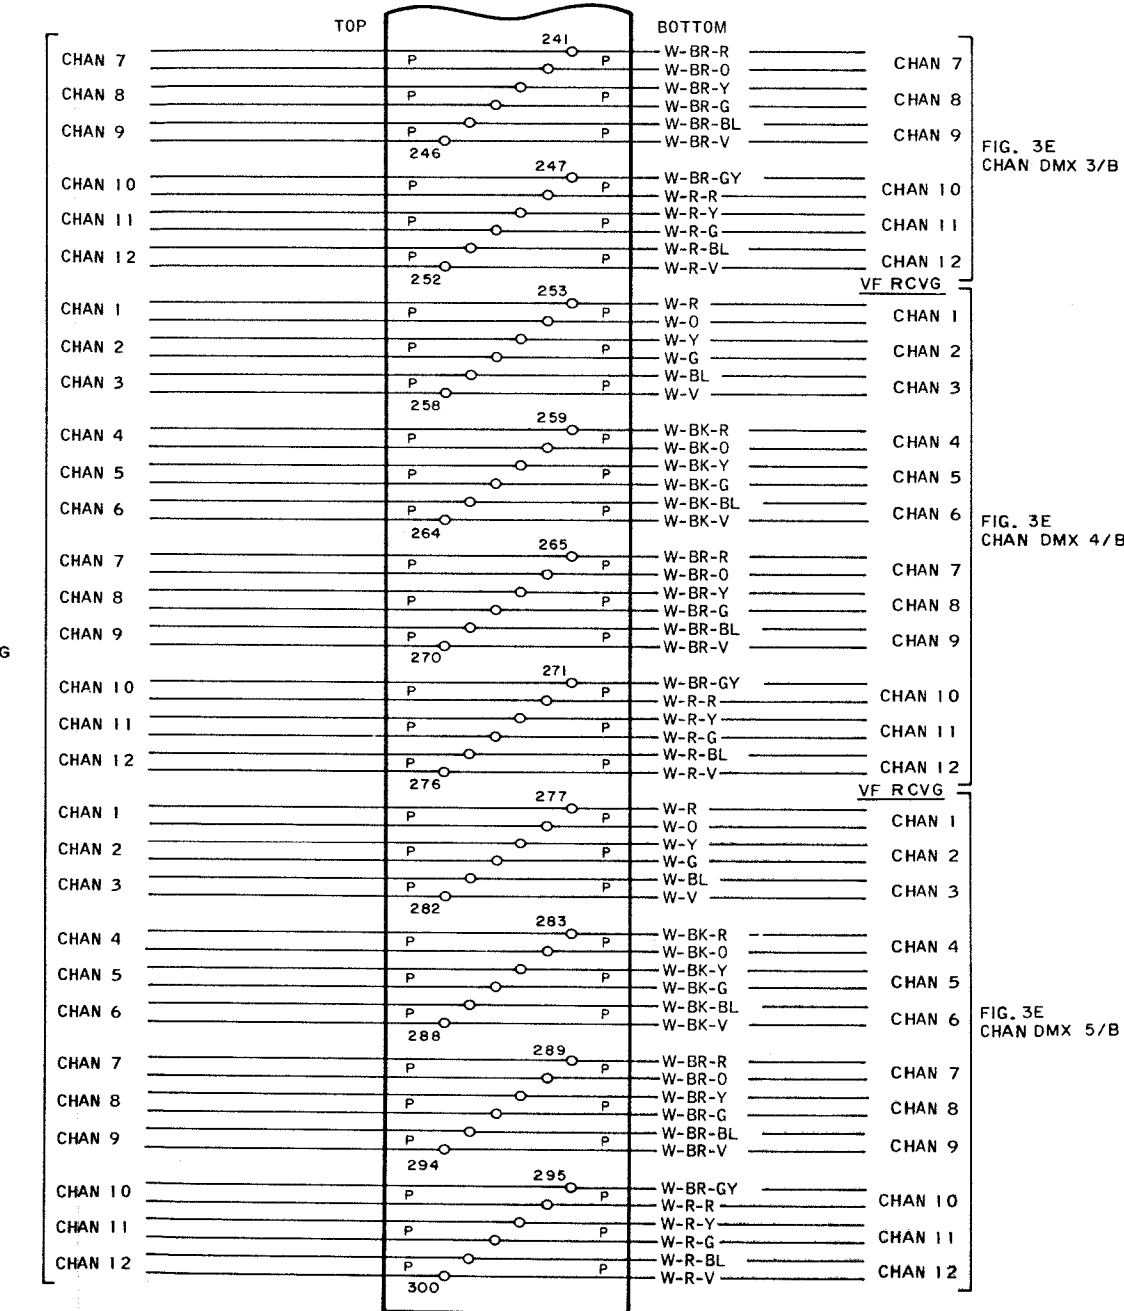 TOP BOTTOM
241
CHAN 7 P P W-BR-R CHAN 7
W-BR-O
CHAN 8 P P W-BR-Y CHAN 8
W-BR-G
CHAN 9 P P W-BR-BL CHAN 9
246 W-BR-V
FIG. 3E
CHAN DMX 3/B
247
CHAN 10 P P W-BR-GY CHAN 10
W-R-R
CHAN 11 P P W-R-Y CHAN 11
W-R-G
CHAN 12 P P W-R-BL CHAN 12
252 W-R-V
VF RCVG
253
CHAN 1 P P W-R CHAN 1
W-O
CHAN 2 P P W-Y CHAN 2
W-G
CHAN 3 P P W-BL CHAN 3
258 W-V
259
CHAN 4 P P W-BK-R CHAN 4
W-BK-O
CHAN 5 P P W-BK-Y CHAN 5
W-BK-G
CHAN 6 P P W-BK-BL CHAN 6
264 W-BK-V
FIG. 3E
CHAN DMX 4/B
265
CHAN 7 P P W-BR-R CHAN 7
W-BR-O
CHAN 8 P P W-BR-Y CHAN 8
W-BR-G
CHAN 9 P P W-BR-BL CHAN 9
270 W-BR-V
G
271
CHAN 10 P P W-BR-GY CHAN 10
W-R-R
CHAN 11 P P W-R-Y CHAN 11
W-R-G
CHAN 12 P P W-R-BL CHAN 12
276 W-R-V
VF RCVG
277
CHAN 1 P P W-R CHAN 1
W-O
CHAN 2 P P W-Y CHAN 2
W-G
CHAN 3 P P W-BL CHAN 3
282 W-V
283
CHAN 4 P P W-BK-R CHAN 4
W-BK-O
CHAN 5 P P W-BK-Y CHAN 5
W-BK-G
CHAN 6 P P W-BK-BL CHAN 6
288 W-BK-V
FIG. 3E
CHAN DMX 5/B
289
CHAN 7 P P W-BR-R CHAN 7
W-BR-O
CHAN 8 P P W-BR-Y CHAN 8
W-BR-G
CHAN 9 P P W-BR-BL CHAN 9
294 W-BR-V
295
CHAN 10 P P W-BR-GY CHAN 10
W-R-R
CHAN 11 P P W-R-Y CHAN 11
W-R-G
CHAN 12 P P W-R-BL CHAN 12
300 W-R-V